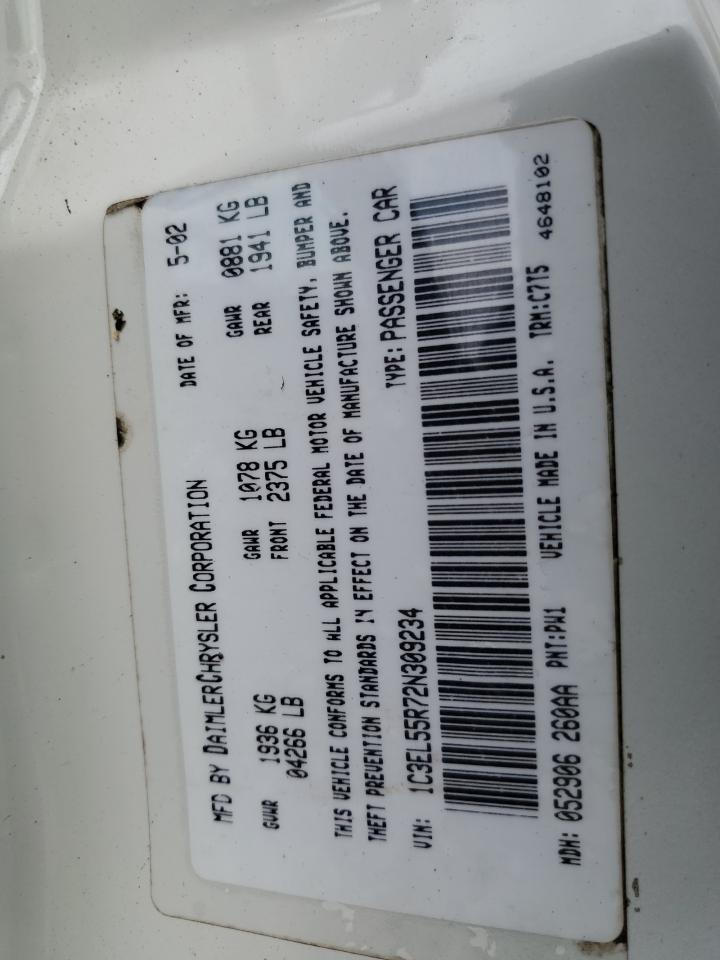 MFD BY DAIMLERCHRYSLER CORPORATION DATE OF MFR: 5-02
GVWR 1936 KG GAWR 1078 KG GAWR 0881 KG
04266 LB FRONT 2375 LB REAR 1941 LB
THIS VEHICLE CONFORMS TO ALL APPLICABLE FEDERAL MOTOR VEHICLE SAFETY, BUMPER AND
THEFT PREVENTION STANDARDS IN EFFECT ON THE DATE OF MANUFACTURE SHOWN ABOVE.
VIN: 1C3EL55R72N309234 TYPE: PASSENGER CAR
MDH: 052906 260AA PNT:PW1 VEHICLE MADE IN U.S.A. TRM:C7T5
4648102